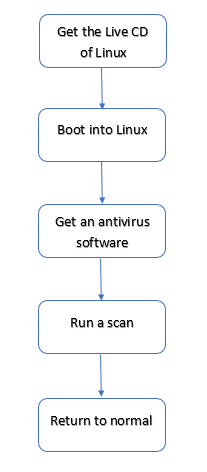 Get the Live CD
of Linux
Boot into Linux
Get an antivirus
software
Run a scan
Return to normal